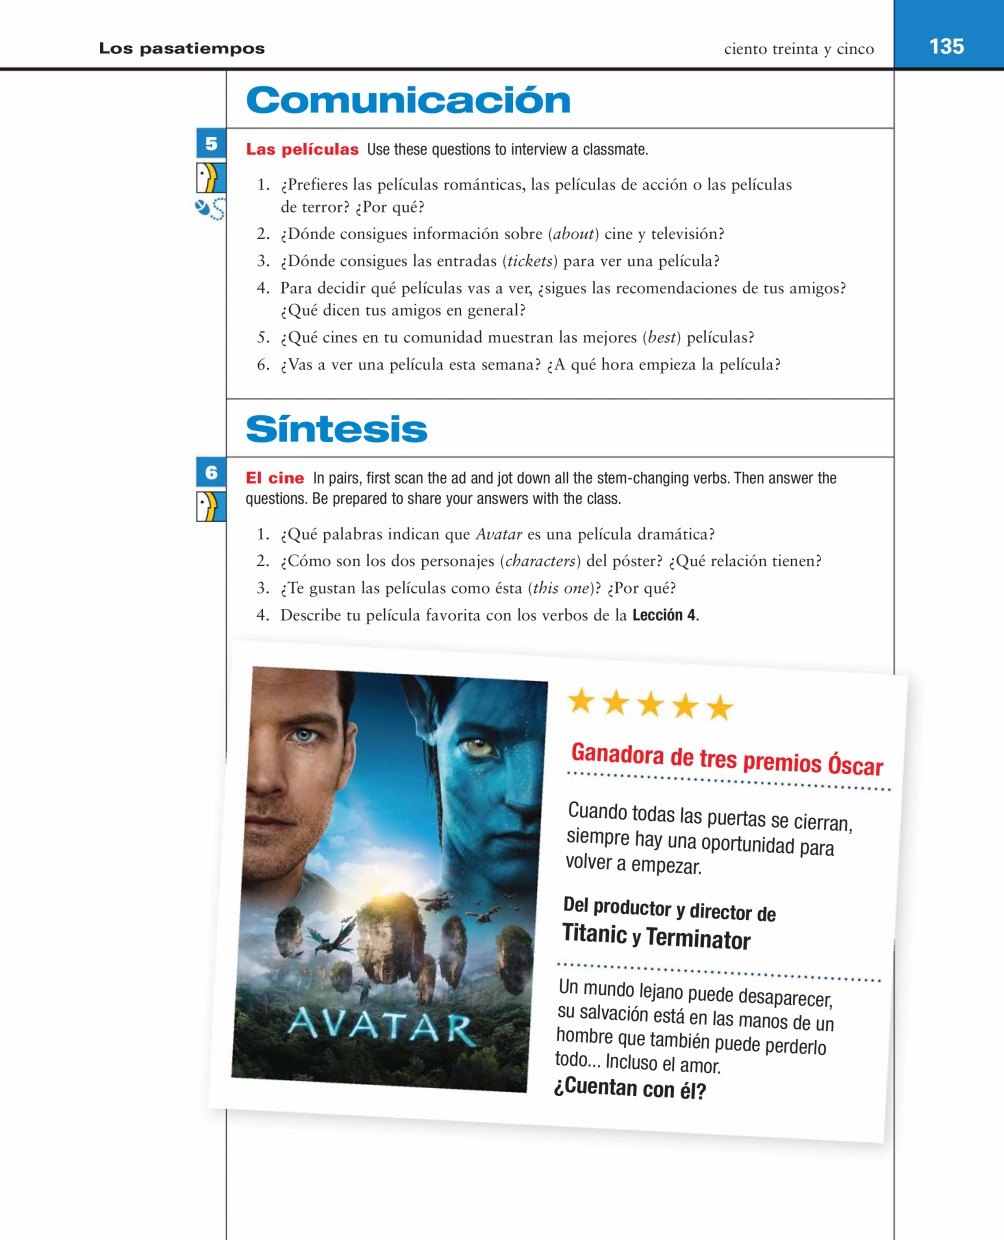 Los pasatiempos
ciento treinta y cinco
135
Comunicación
5
Las películas Use these questions to interview a classmate.
1. ¿Prefieres las películas románticas, las películas de acción o las películas
de terror? ¿Por qué?
2. ¿Dónde consigues información sobre (about) cine y televisión?
3. ¿Dónde consigues las entradas (tickets) para ver una película?
4. Para decidir qué películas vas a ver, ¿sigues las recomendaciones de tus amigos?
¿Qué dicen tus amigos en general?
5. ¿Qué cines en tu comunidad muestran las mejores (best) películas?
6. ¿Vas a ver una película esta semana? ¿A qué hora empieza la película?
Síntesis
6
El cine In pairs, first scan the ad and jot down all the stem-changing verbs. Then answer the
questions. Be prepared to share your answers with the class.
1. ¿Qué palabras indican que Avatar es una película dramática?
2. ¿Cómo son los dos personajes (characters) del póster? ¿Qué relación tienen?
3. ¿Te gustan las películas como ésta (this one)? ¿Por qué?
4. Describe tu película favorita con los verbos de la Lección 4.
AVATAR
Ganadora de tres premios Óscar
Cuando todas las puertas se cierran,
siempre hay una oportunidad para
volver a empezar.
Del productor y director de
Titanic y Terminator
Un mundo lejano puede desaparecer,
su salvación está en las manos de un
hombre que también puede perderlo
todo... Incluso el amor.
¿Cuentan con él?